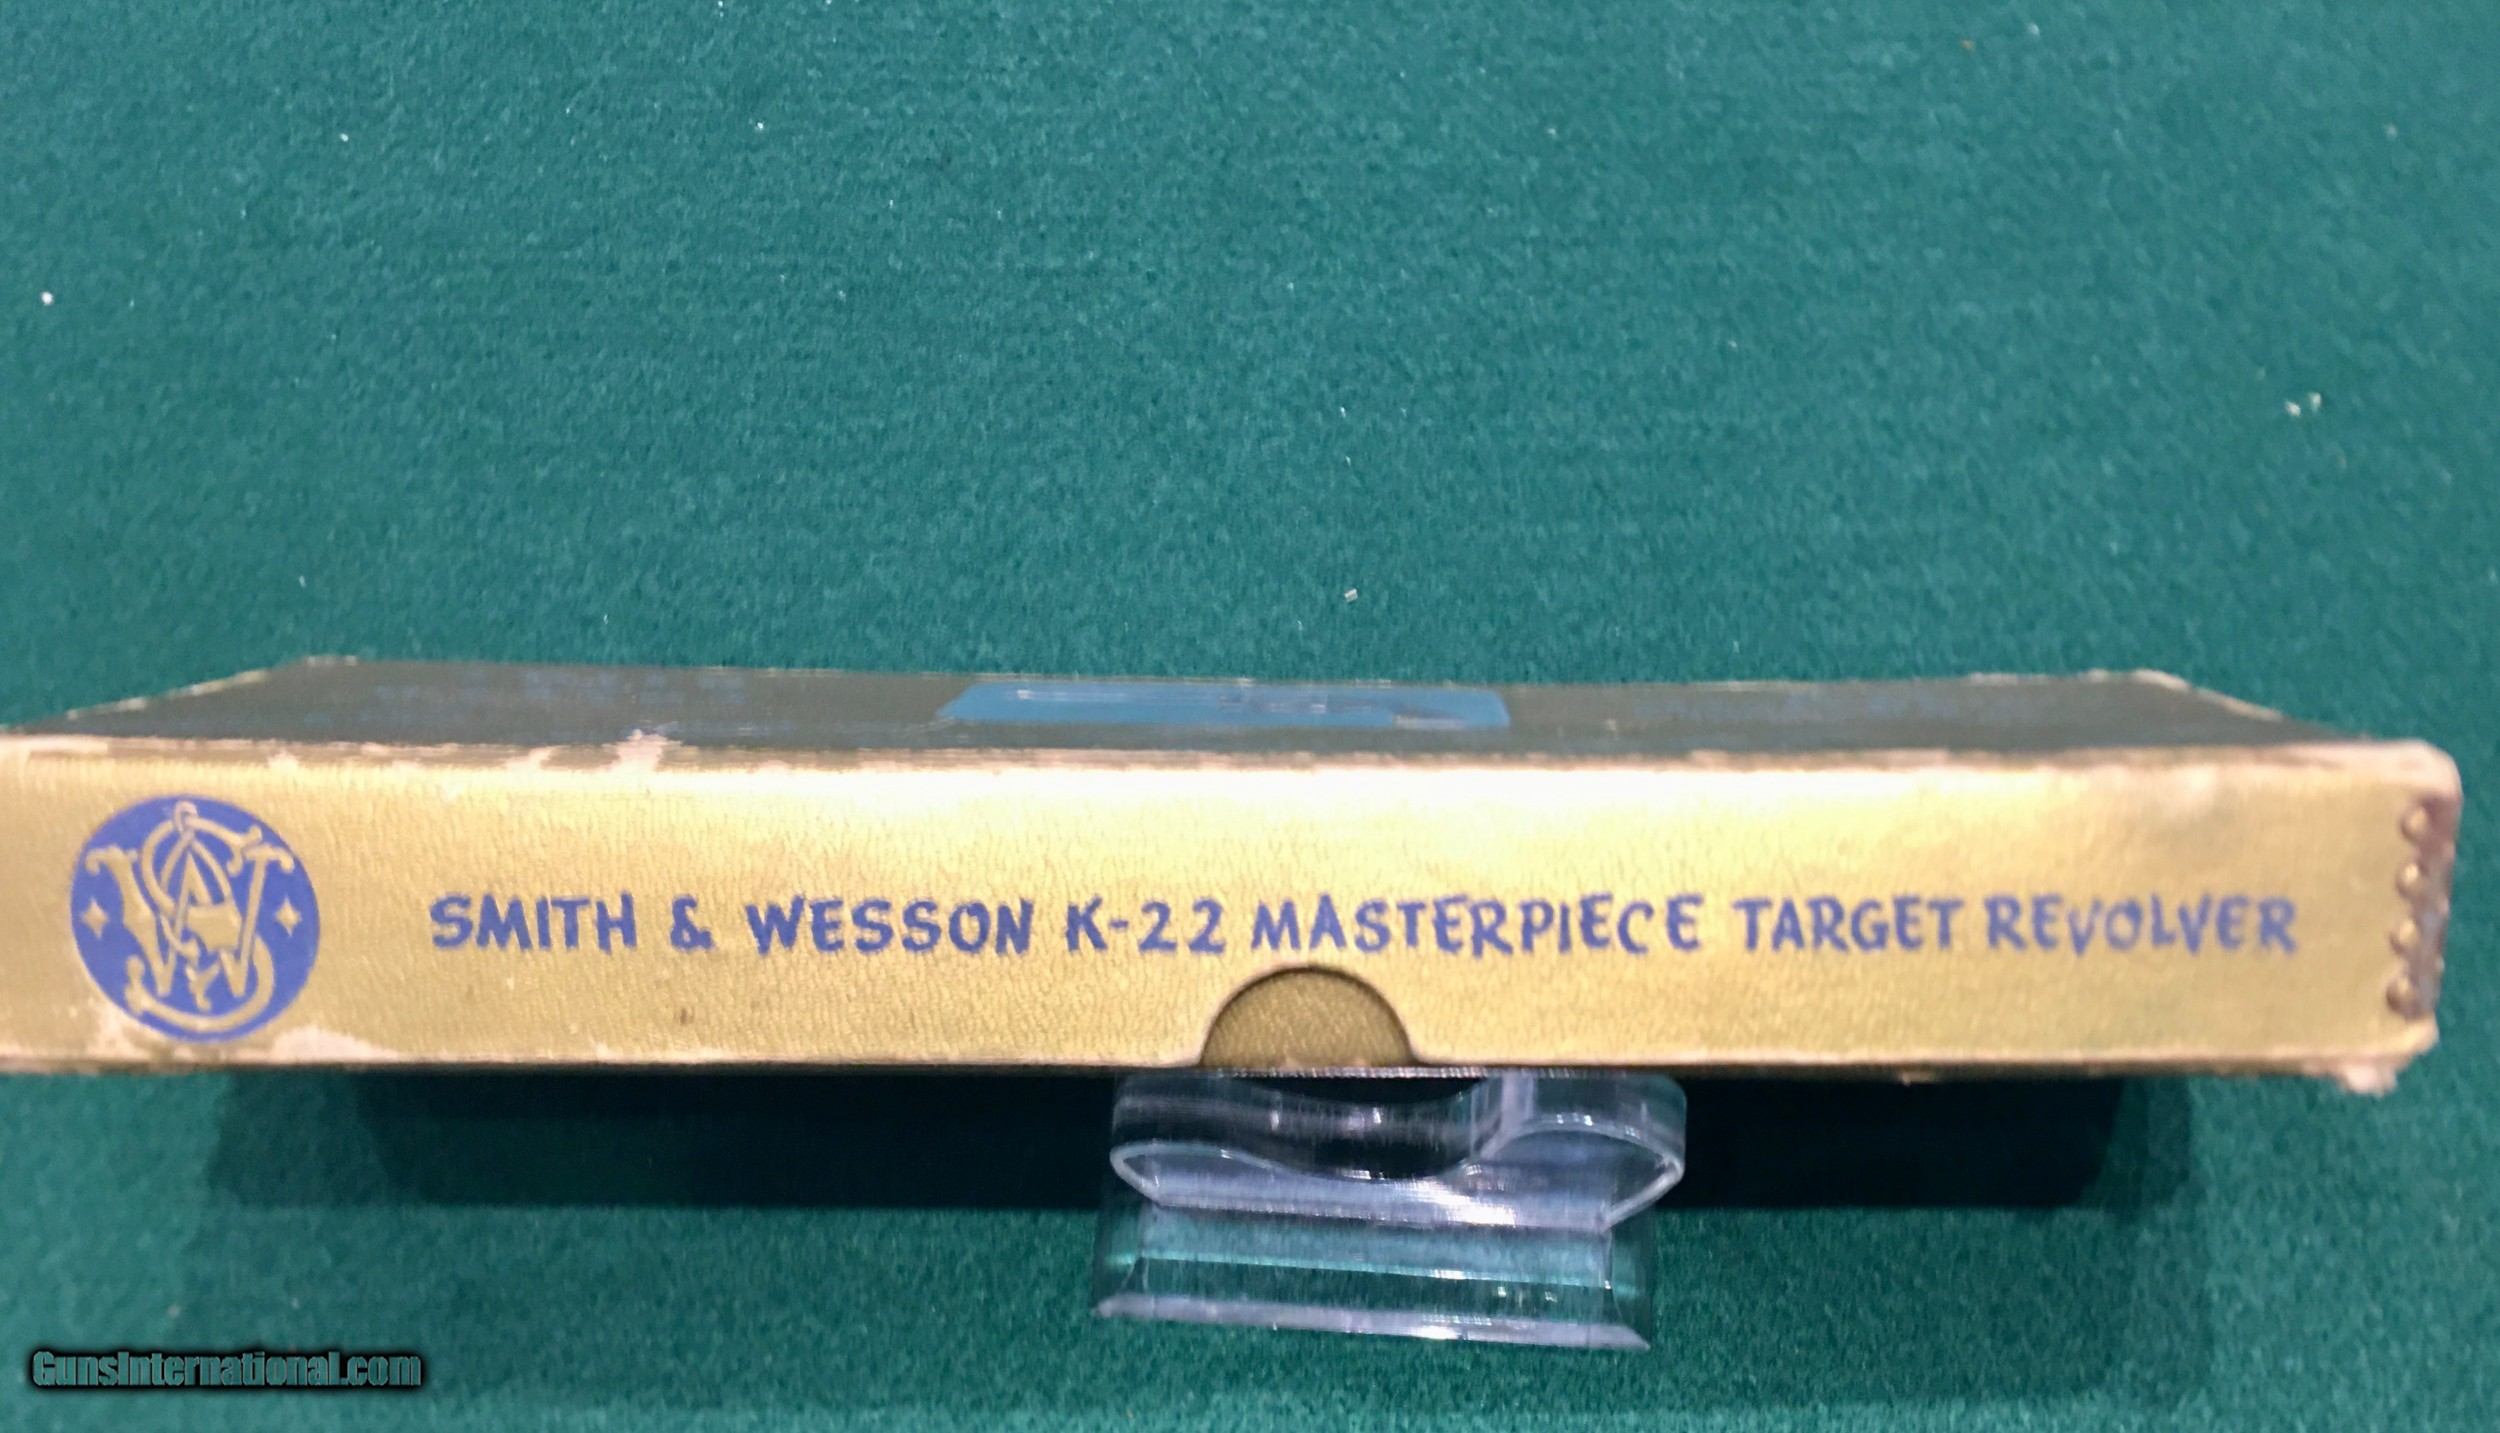 SMITH & WESSON K-22 MASTERPIECE TARGET REVOLVER
GunsInternational.com